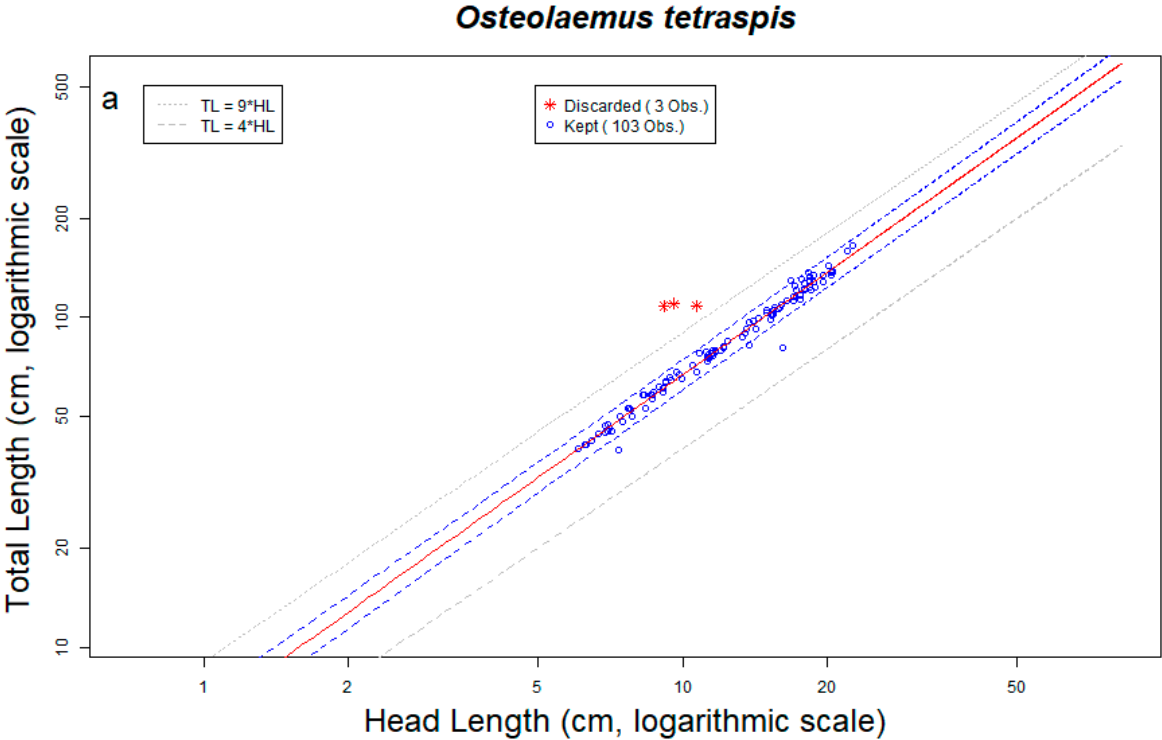 Osteolaemus tetraspis
a
TL = 9*HL
TL = 4*HL
Discarded ( 3 Obs.)
Kept ( 103 Obs.)
Total Length (cm, logarithmic scale)
500
200
100
50
20
10
1 2 5 10 20 50
Head Length (cm, logarithmic scale)